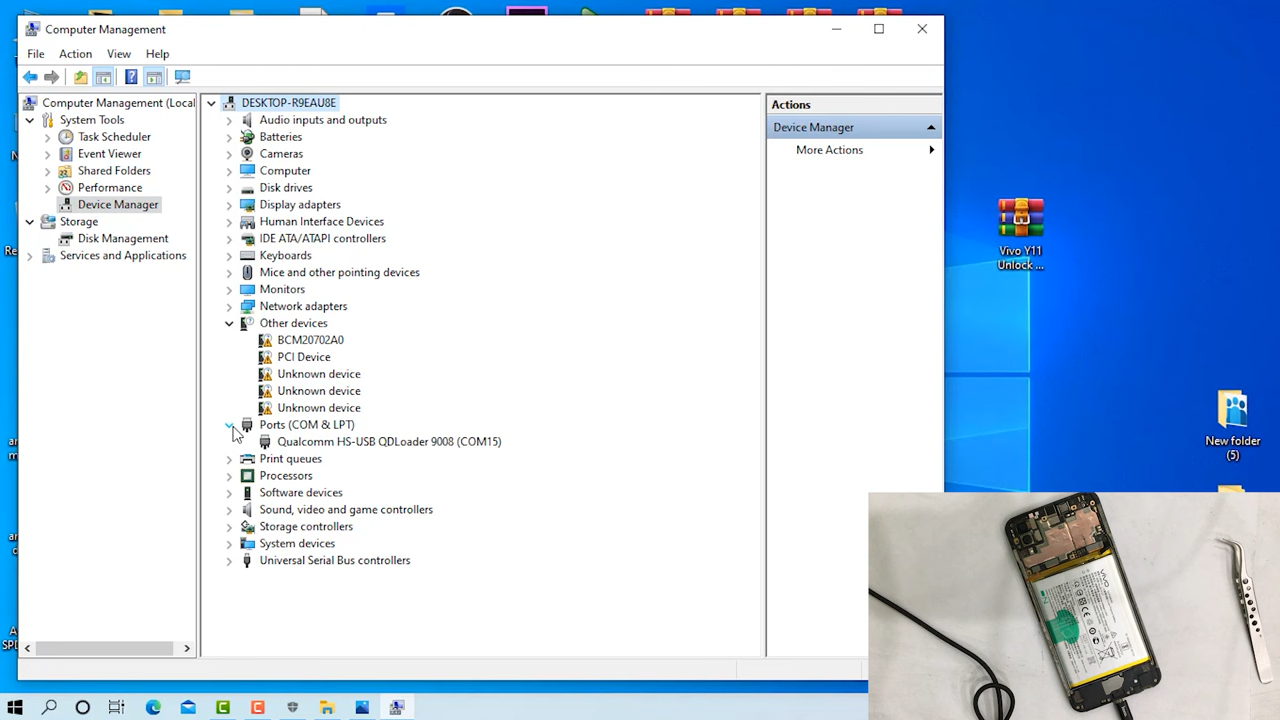 Computer Management
File Action View Help
Computer Management (Local
System Tools
Task Scheduler
Event Viewer
Shared Folders
Performance
Device Manager
Storage
Disk Management
Services and Applications
DESKTOP-R9EAU8E
Audio inputs and outputs
Batteries
Cameras
Computer
Disk drives
Display adapters
Human Interface Devices
IDE ATA/ATAPI controllers
Keyboards
Mice and other pointing devices
Monitors
Network adapters
Other devices
BCM20702A0
PCI Device
Unknown device
Unknown device
Unknown device
Ports (COM & LPT)
Qualcomm HS-USB QDLoader 9008 (COM15)
Print queues
Processors
Software devices
Sound, video and game controllers
Storage controllers
System devices
Universal Serial Bus controllers
Actions
Device Manager
More Actions
Vivo Y11
Unlock ...
New folder
(5)
vivo